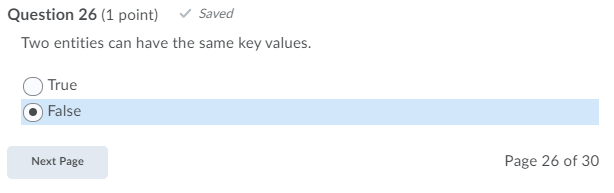 Question 26 (1 point) Saved
Two entities can have the same key values.
True
False
Next Page Page 26 of 30